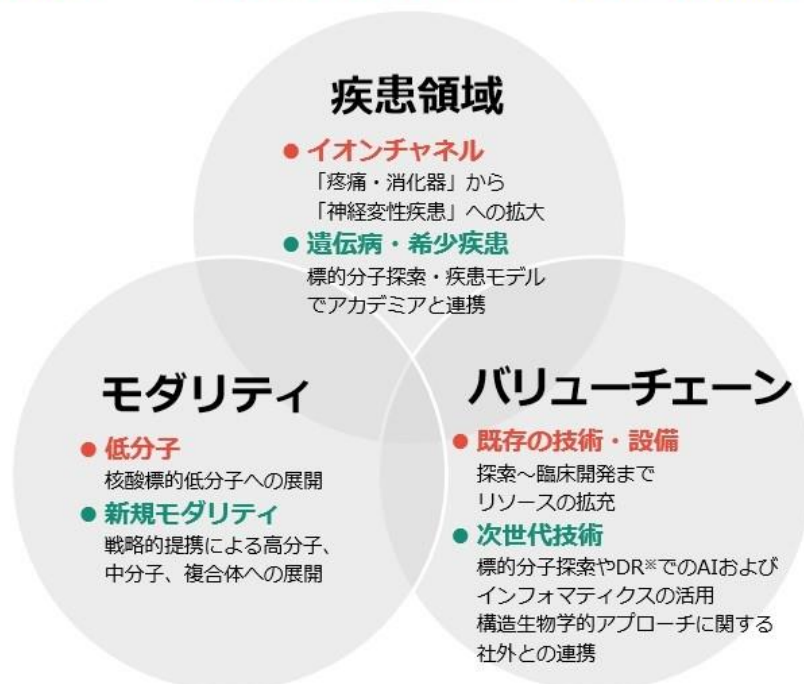 疾患領域
● イオンチャネル
「疼痛・消化器」から
「神経変性疾患」への拡大
● 遺伝病・希少疾患
標的分子探索・疾患モデル
でアカデミアと連携
モダリティ
● 低分子
核酸標的低分子への展開
● 新規モダリティ
戦略的提携による高分子、
中分子、複合体への展開
バリューチェーン
● 既存の技術・設備
探索～臨床開発まで
リソースの拡充
● 次世代技術
標的分子探索やDR※でのAIおよび
インフォマティクスの活用
構造生物学的アプローチに関する
社外との連携